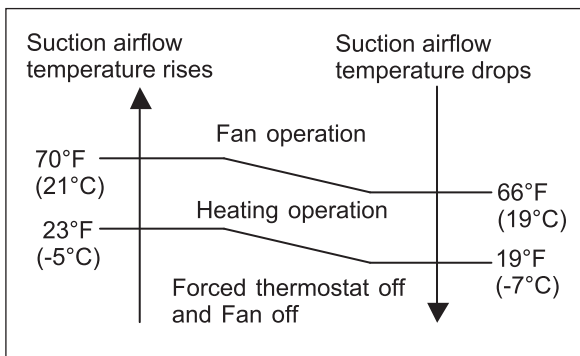 Suction airflow
temperature rises
Suction airflow
temperature drops
Fan operation
70°F
(21°C)
66°F
(19°C)
Heating operation
23°F
(-5°C)
19°F
(-7°C)
Forced thermostat off
and Fan off